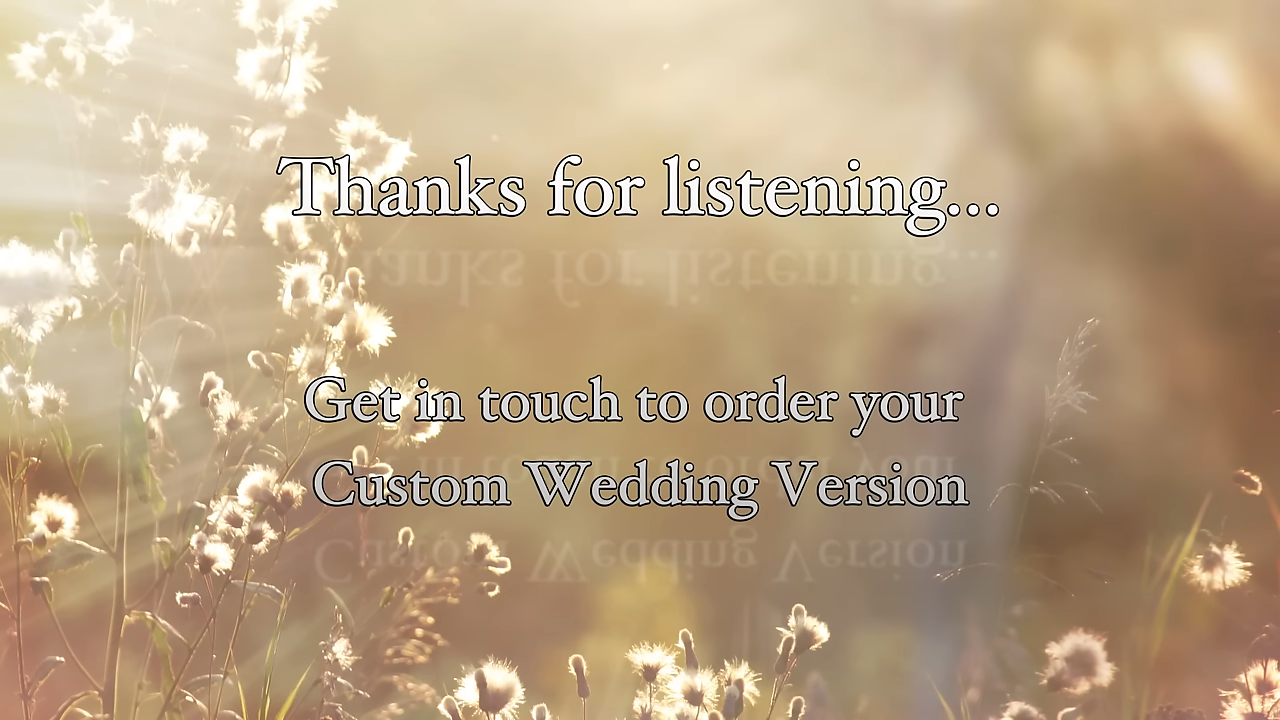 Thanks for listening...
Get in touch to order your
Custom Wedding Version